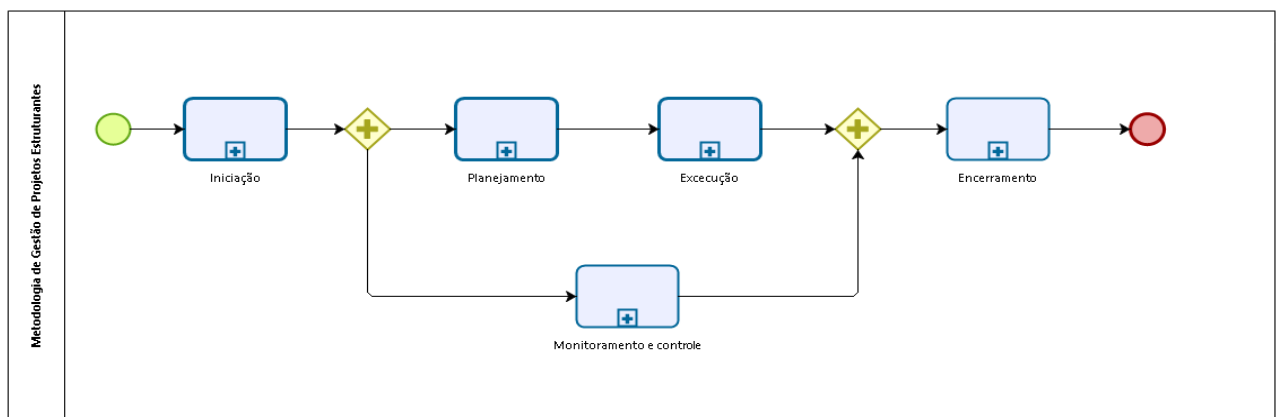 Metodologia de Gestão de Projetos Estruturantes
Iniciação
Planejamento
Excecução
Encerramento
Monitoramento e controle